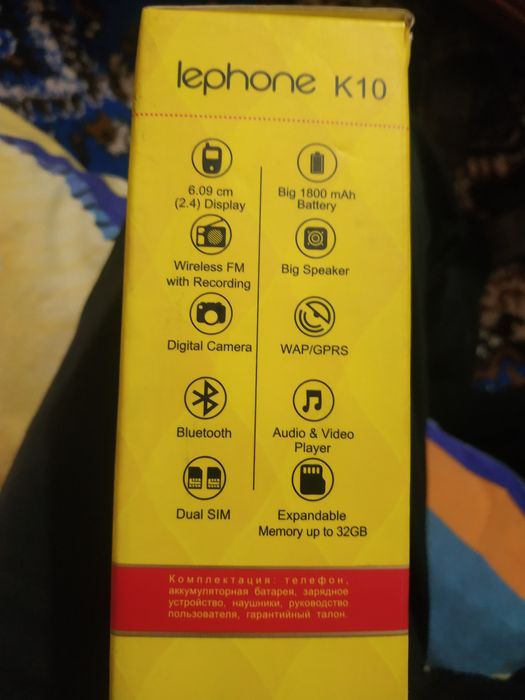 lephone K10
6.09 cm
(2.4) Display
Big 1800 mAh
Battery
Wireless FM
with Recording
Big Speaker
Digital Camera
WAP/GPRS
Bluetooth
Audio & Video
Player
Dual SIM
Expandable
Memory up to 32GB
Комплектация: телефон,
аккумуляторная батарея, зарядное
устройство, наушники, руководство
пользователя, гарантийный талон.